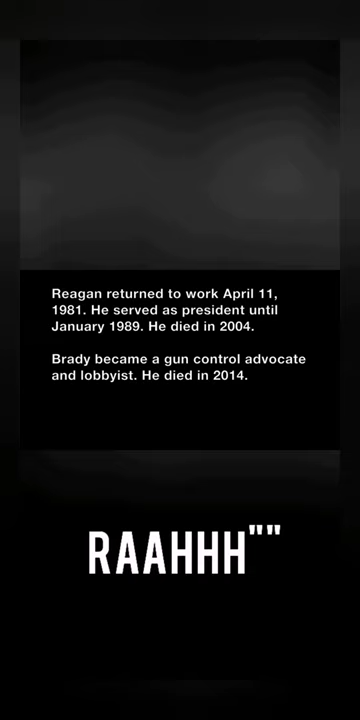 Reagan returned to work April 11,
1981. He served as president until
January 1989. He died in 2004.
Brady became a gun control advocate
and lobbyist. He died in 2014.
RAAHHH""